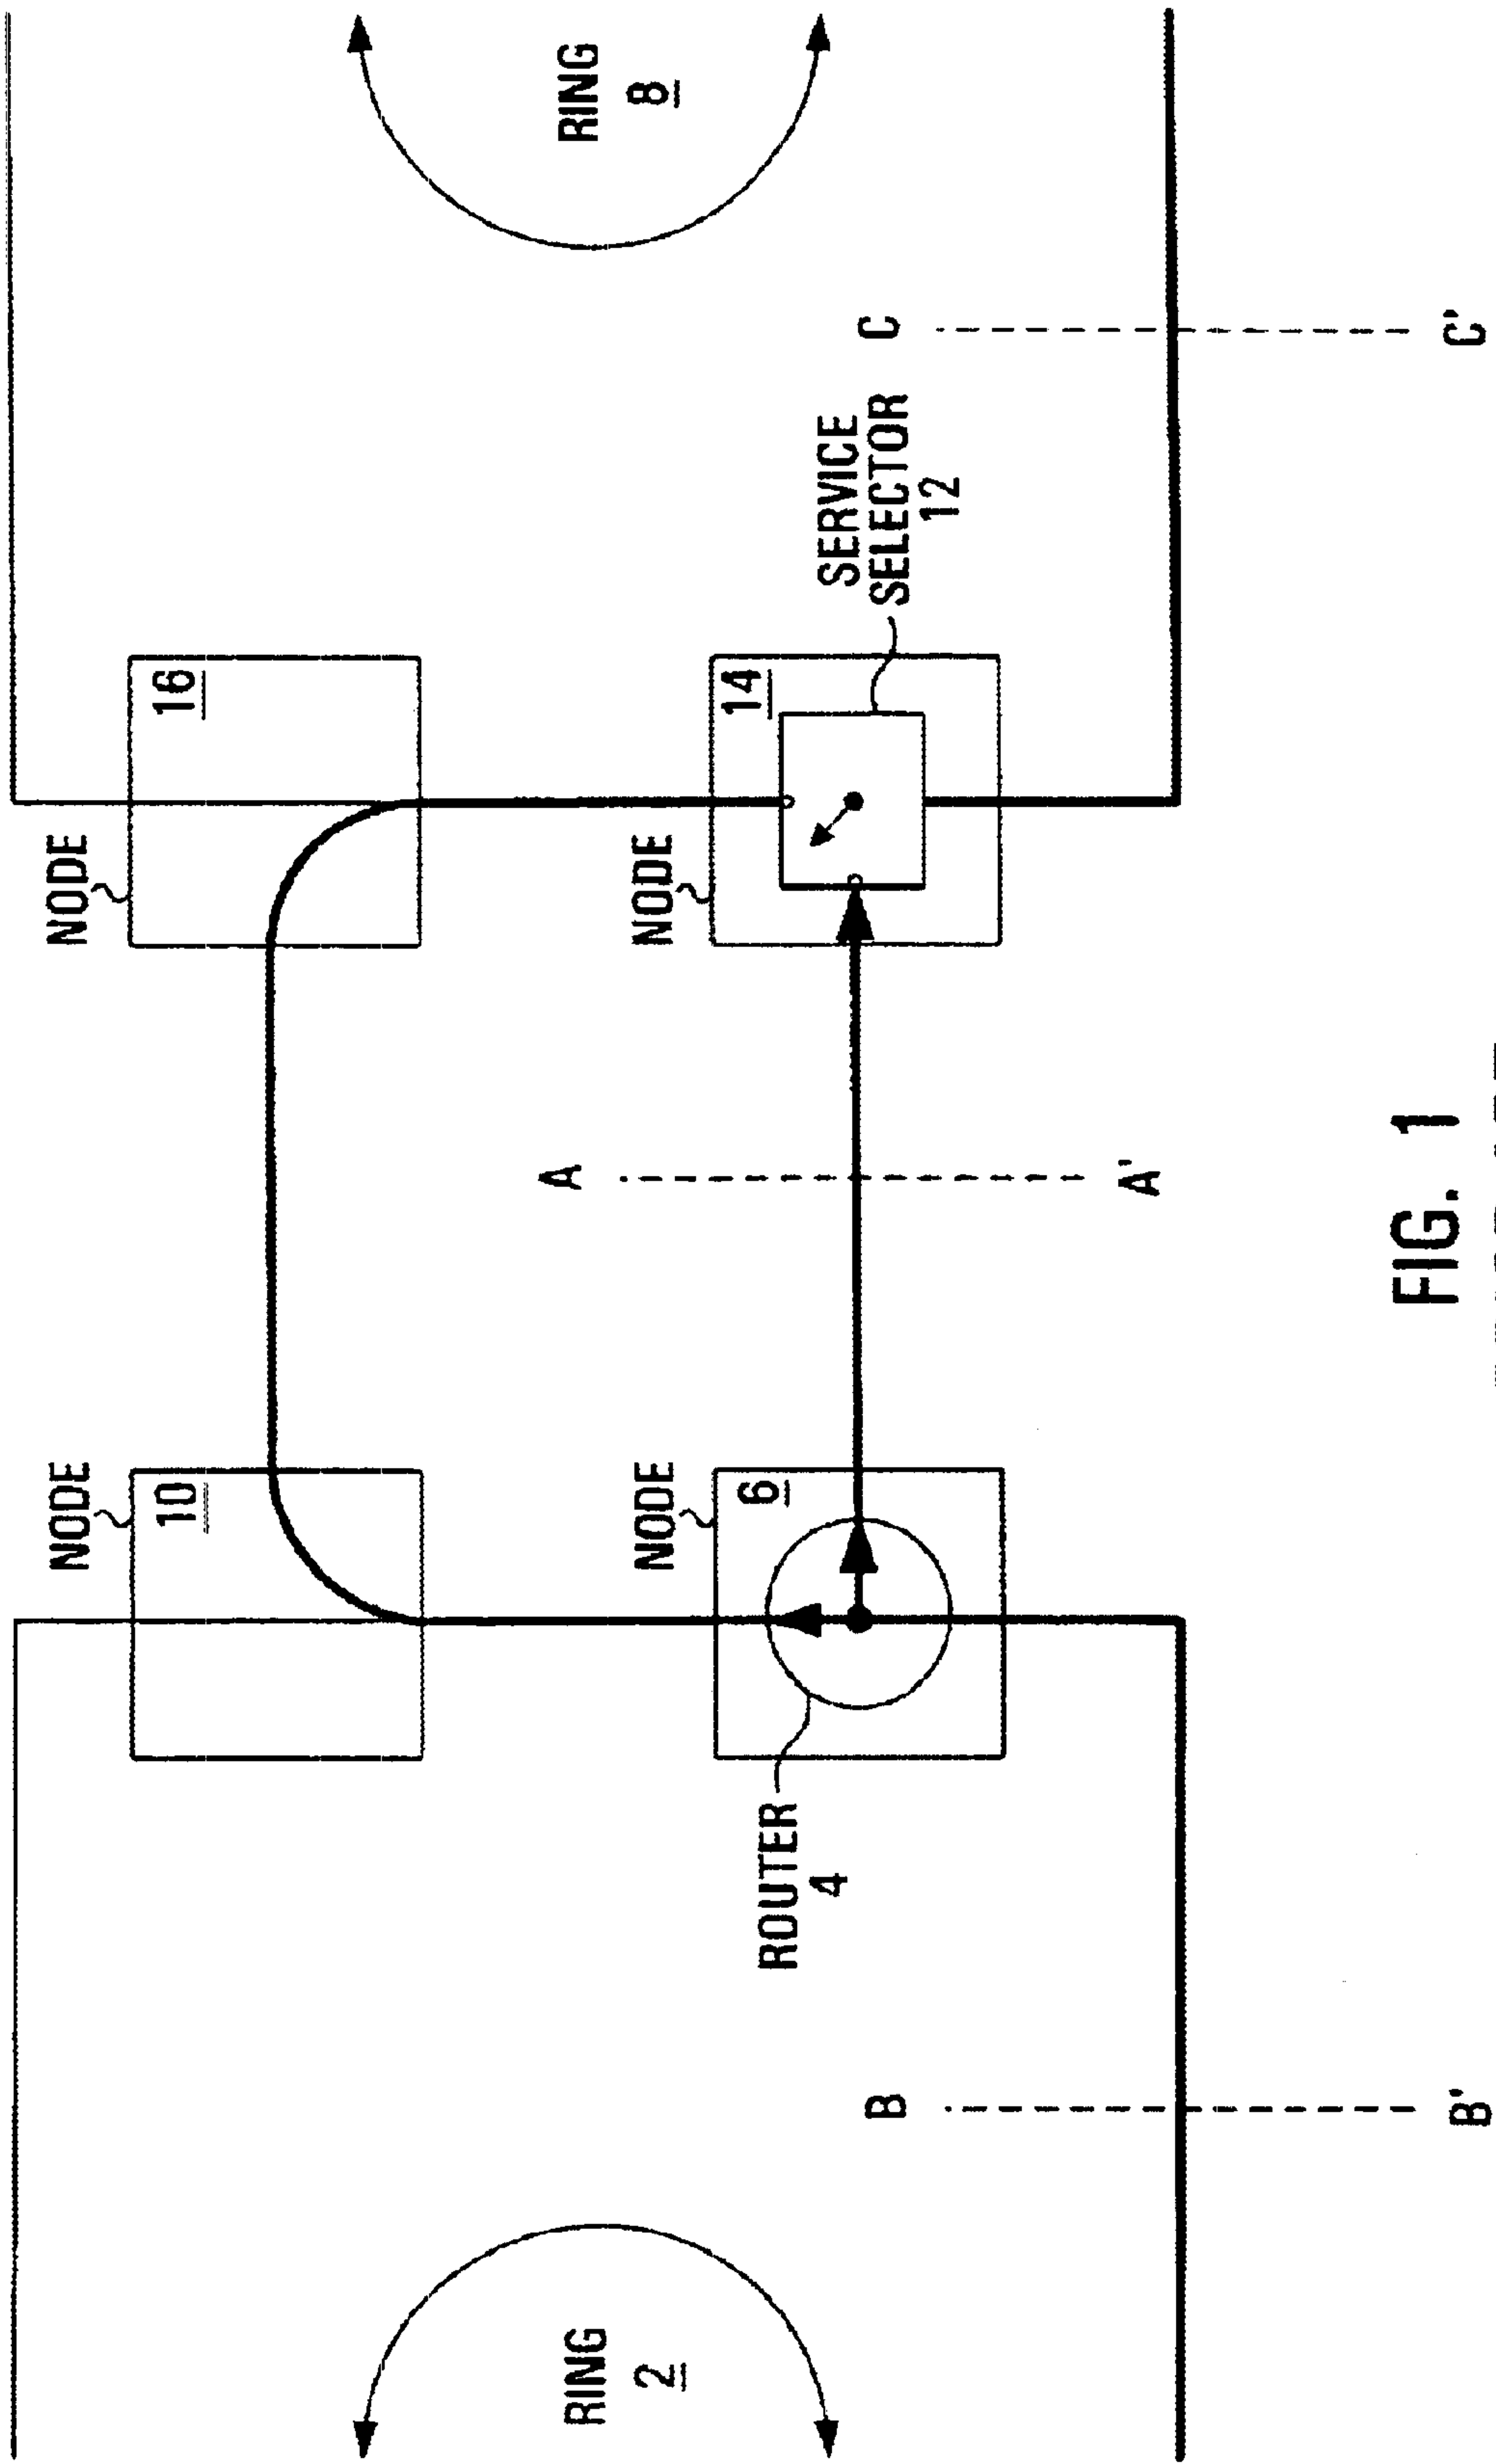 NODE
10
NODE
16
RING
2
RING
8
A
NODE
6
NODE
14
ROUTER
4
SERVICE
SELECTOR
12
B
C
A'
B'
C'
FIG. 1